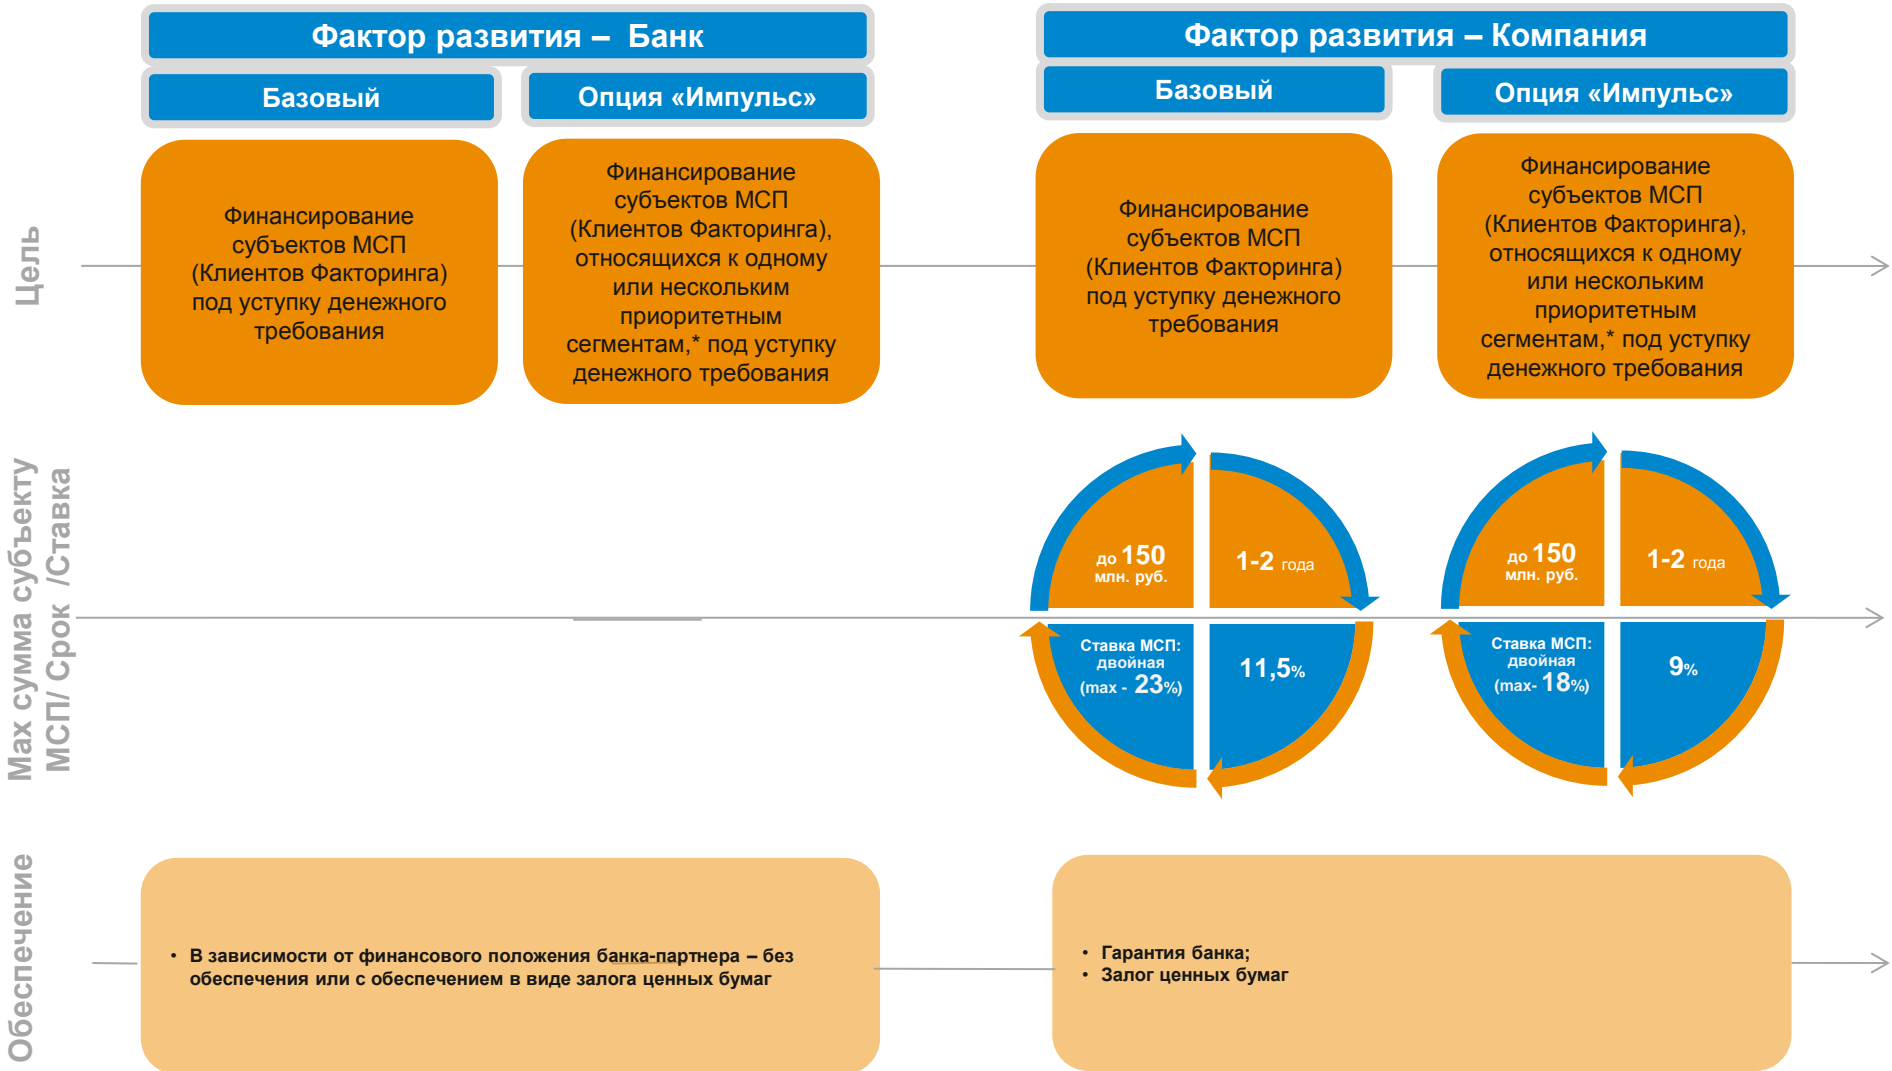 Фактор развития – Банк
Базовый
Опция «Импульс»
Фактор развития – Компания
Базовый
Опция «Импульс»
Цель
Финансирование
субъектов МСП
(Клиентов Факторинга)
под уступку денежного
требования
Финансирование
субъектов МСП
(Клиентов Факторинга),
относящихся к одному
или нескольким
приоритетным
сегментам,* под уступку
денежного требования
Финансирование
субъектов МСП
(Клиентов Факторинга)
под уступку денежного
требования
Финансирование
субъектов МСП
(Клиентов Факторинга),
относящихся к одному
или нескольким
приоритетным
сегментам,* под уступку
денежного требования
Мах сумма субъекту
МСП/ Срок /Ставка
до 150
млн. руб.
1-2 года
Ставка МСП:
двойная
(max - 23%)
11,5%
до 150
млн. руб.
1-2 года
Ставка МСП:
двойная
(max- 18%)
9%
Обеспечение
• В зависимости от финансового положения банка-партнера – без
обеспечения или с обеспечением в виде залога ценных бумаг
• Гарантия банка;
• Залог ценных бумаг